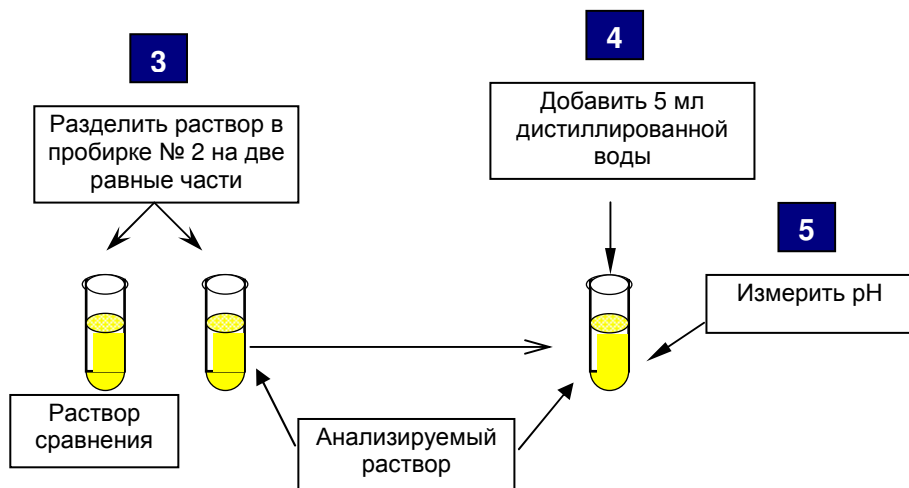 3
Разделить раствор в
пробирке № 2 на две
равные части
4
Добавить 5 мл
дистиллированной
воды
5
Измерить pH
Раствор
сравнения
Анализируемый
раствор